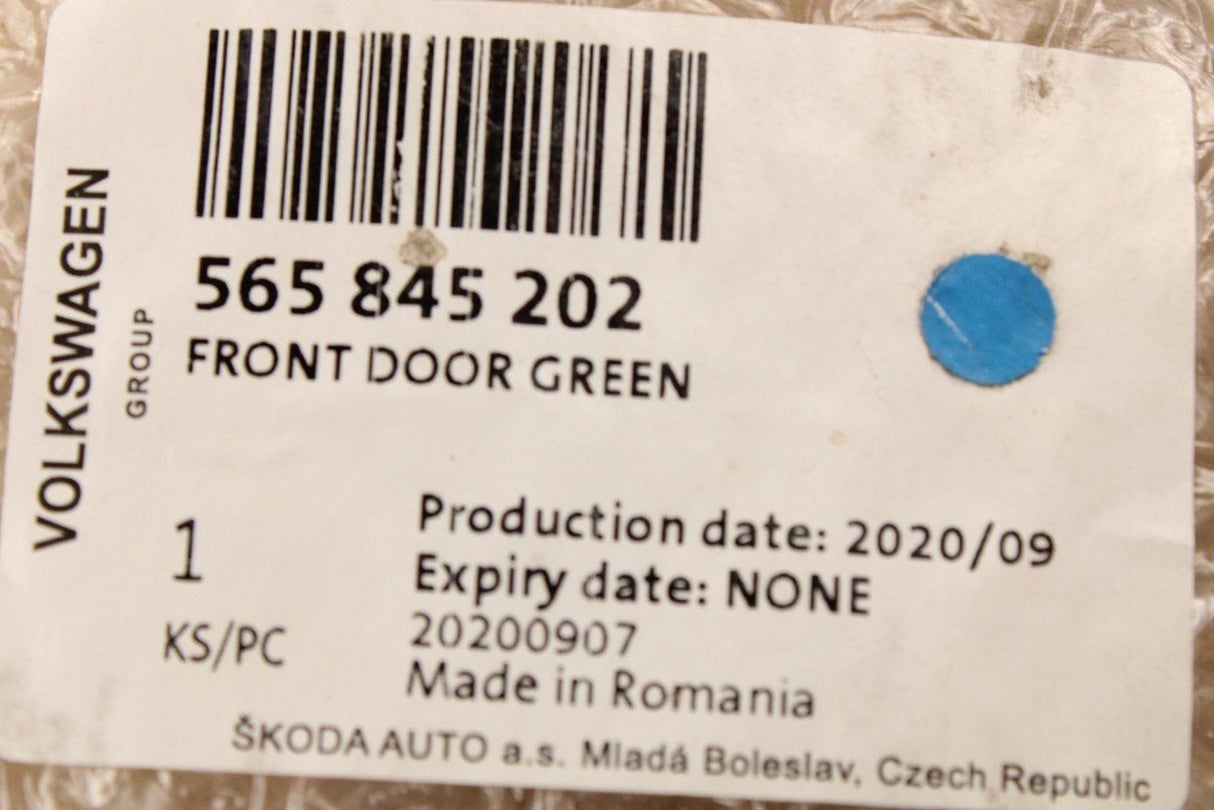 VOLKSWAGEN
GROUP
565 845 202
FRONT DOOR GREEN
1
KS/PC
Production date: 2020/09
Expiry date: NONE
20200907
Made in Romania
ŠKODA AUTO a.s. Mladá Boleslav, Czech Republic